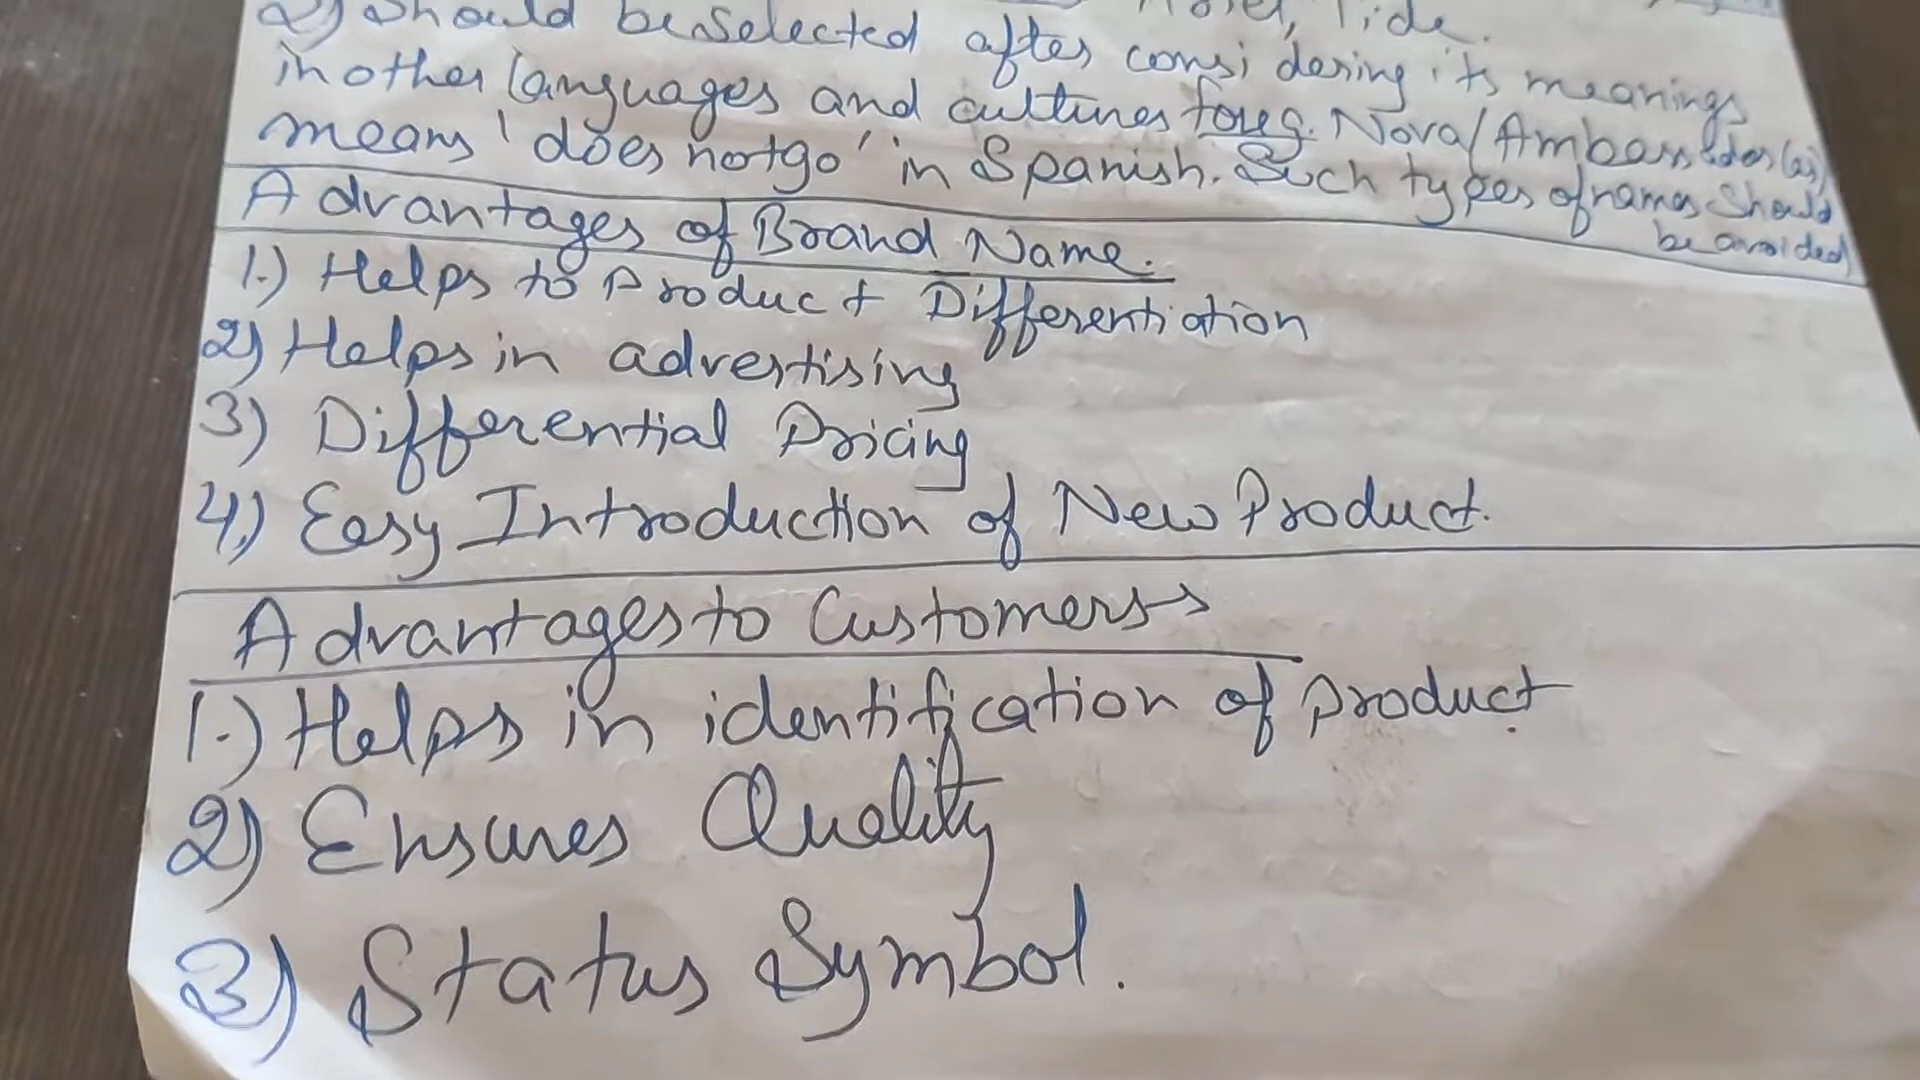 Tide.
2) Should be selected after considering its meanings
in other languages and cultures for eg. Nova/Ambassador (as)
means 'does not go' in Spanish. Such types of names Should
be avoided
Advantages of Brand Name.
1.) Helps to Product Differentiation
2) Helps in advertising
3) Differential Pricing
4.) Easy Introduction of New Product.
Advantages to Customers→
1.) Helps in identification of product
2) Ensures Quality
3) Status Symbol.